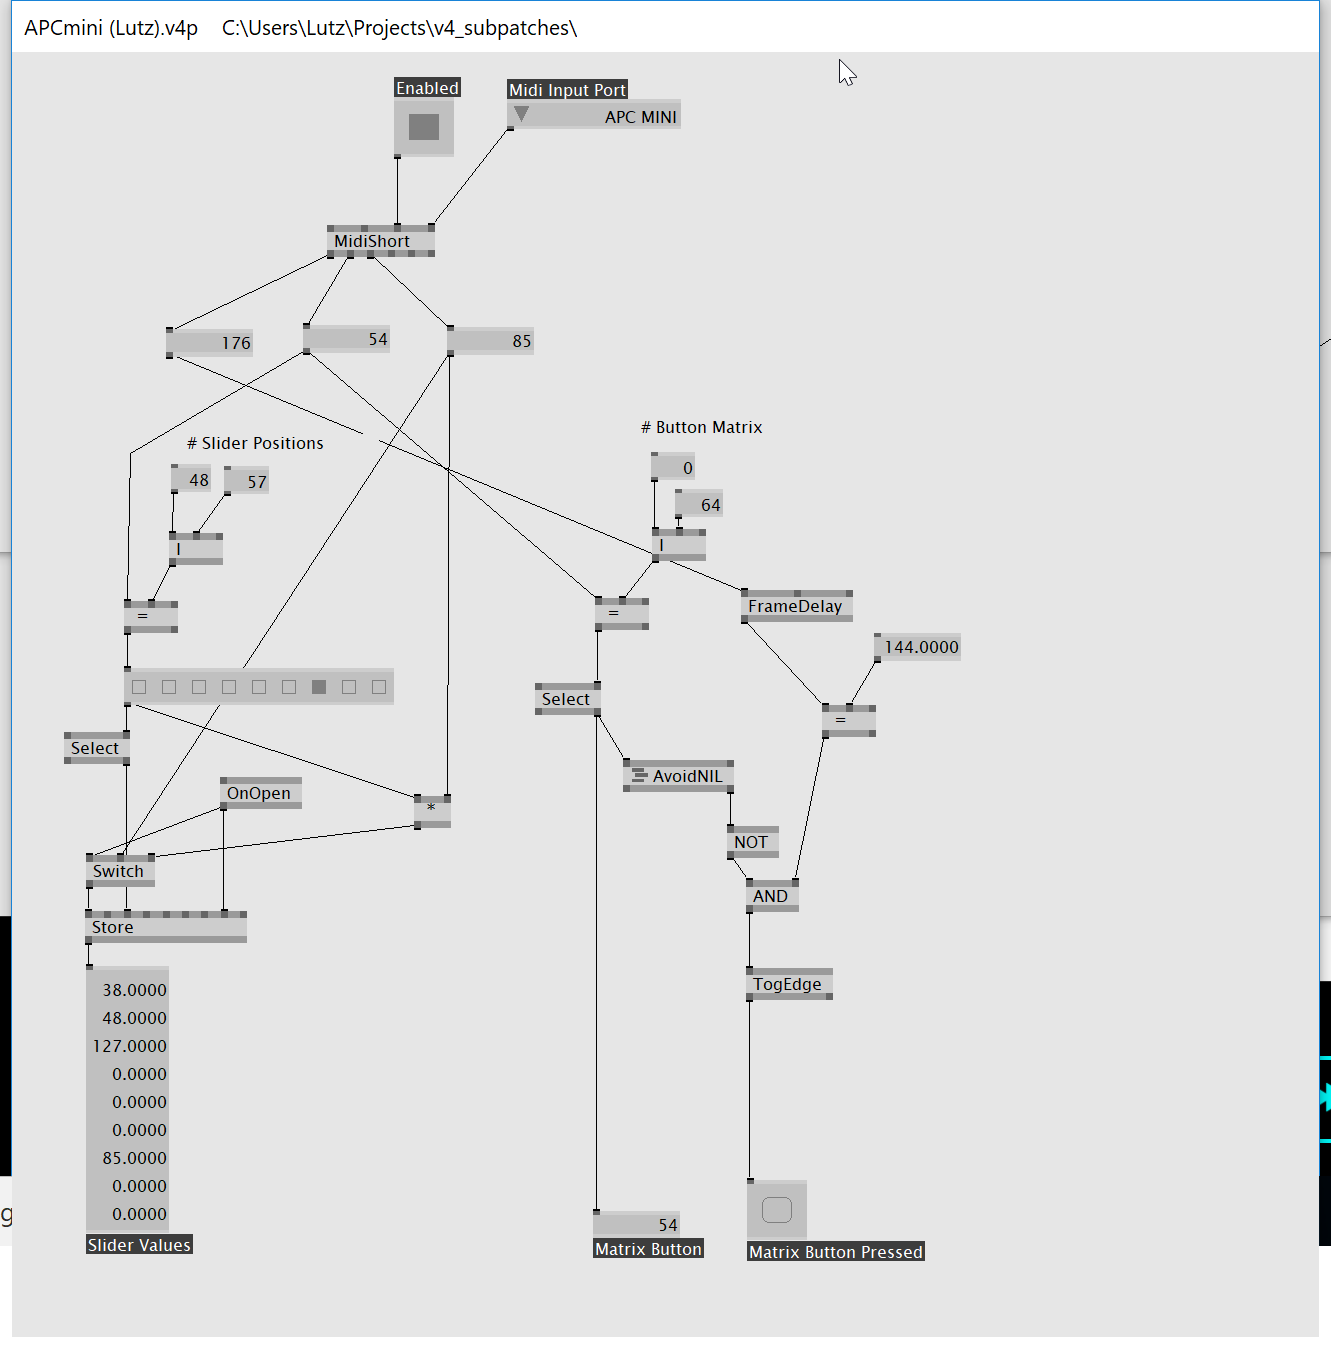 APCmini (Lutz).v4p C:\Users\Lutz\Projects\v4_subpatches\
Enabled
Midi Input Port
APC MINI
MidiShort
176
54
85
# Slider Positions
# Button Matrix
48
57
0
64
I
I
=
=
FrameDelay
144.0000
Select
=
Select
AvoidNIL
OnOpen
*
NOT
Switch
AND
Store
TogEdge
38.0000
48.0000
127.0000
0.0000
0.0000
0.0000
85.0000
0.0000
0.0000
g
Slider Values
54
Matrix Button
Matrix Button Pressed